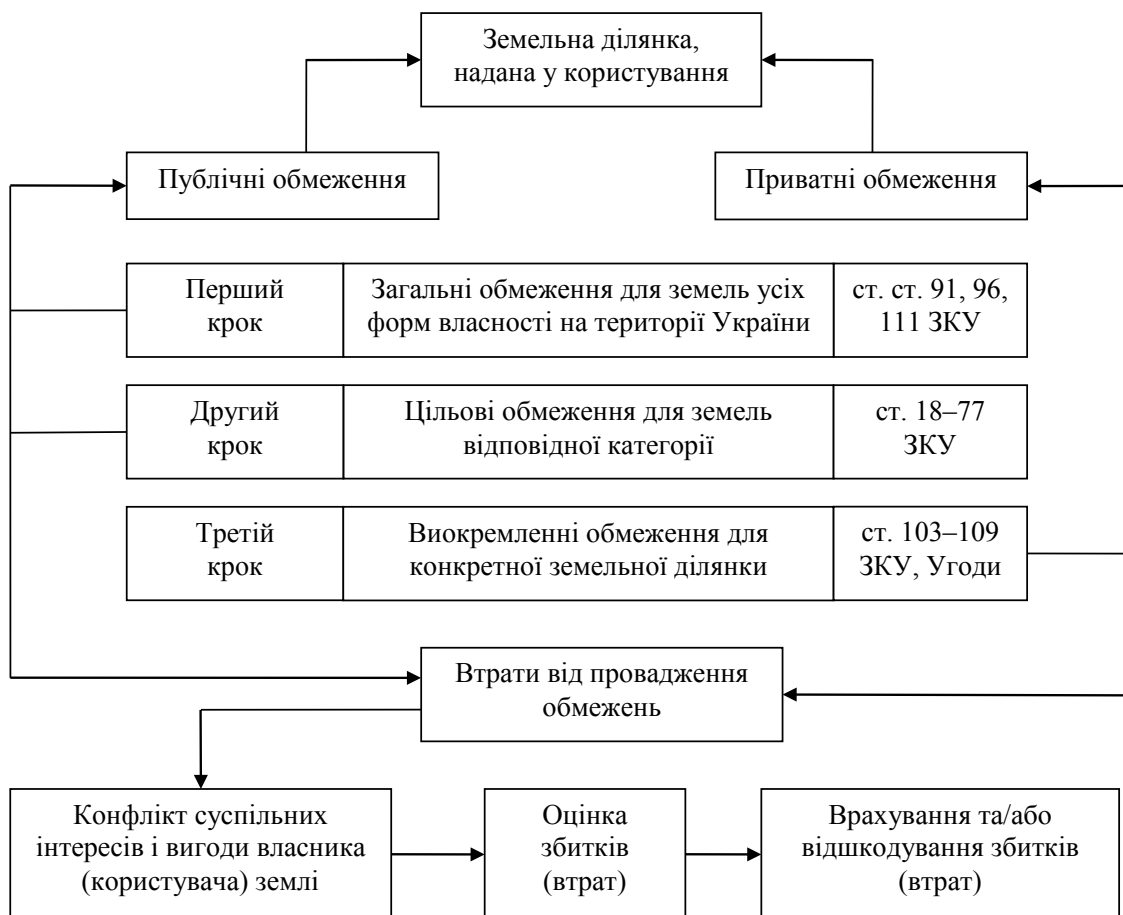 Земельна ділянка,
надана у користування
Публічні обмеження
Приватні обмеження
Перший
крок
Загальні обмеження для земель усіх
форм власності на території України
ст. ст. 91, 96,
111 ЗКУ
Другий
крок
Цільові обмеження для земель
відповідної категорії
ст. 18–77
ЗКУ
Третій
крок
Виокремленні обмеження для
конкретної земельної ділянки
ст. 103–109
ЗКУ, Угоди
Втрати від провадження
обмежень
Конфлікт суспільних
інтересів і вигоди власника
(користувача) землі
Оцінка
збитків
(втрат)
Врахування та/або
відшкодування збитків
(втрат)